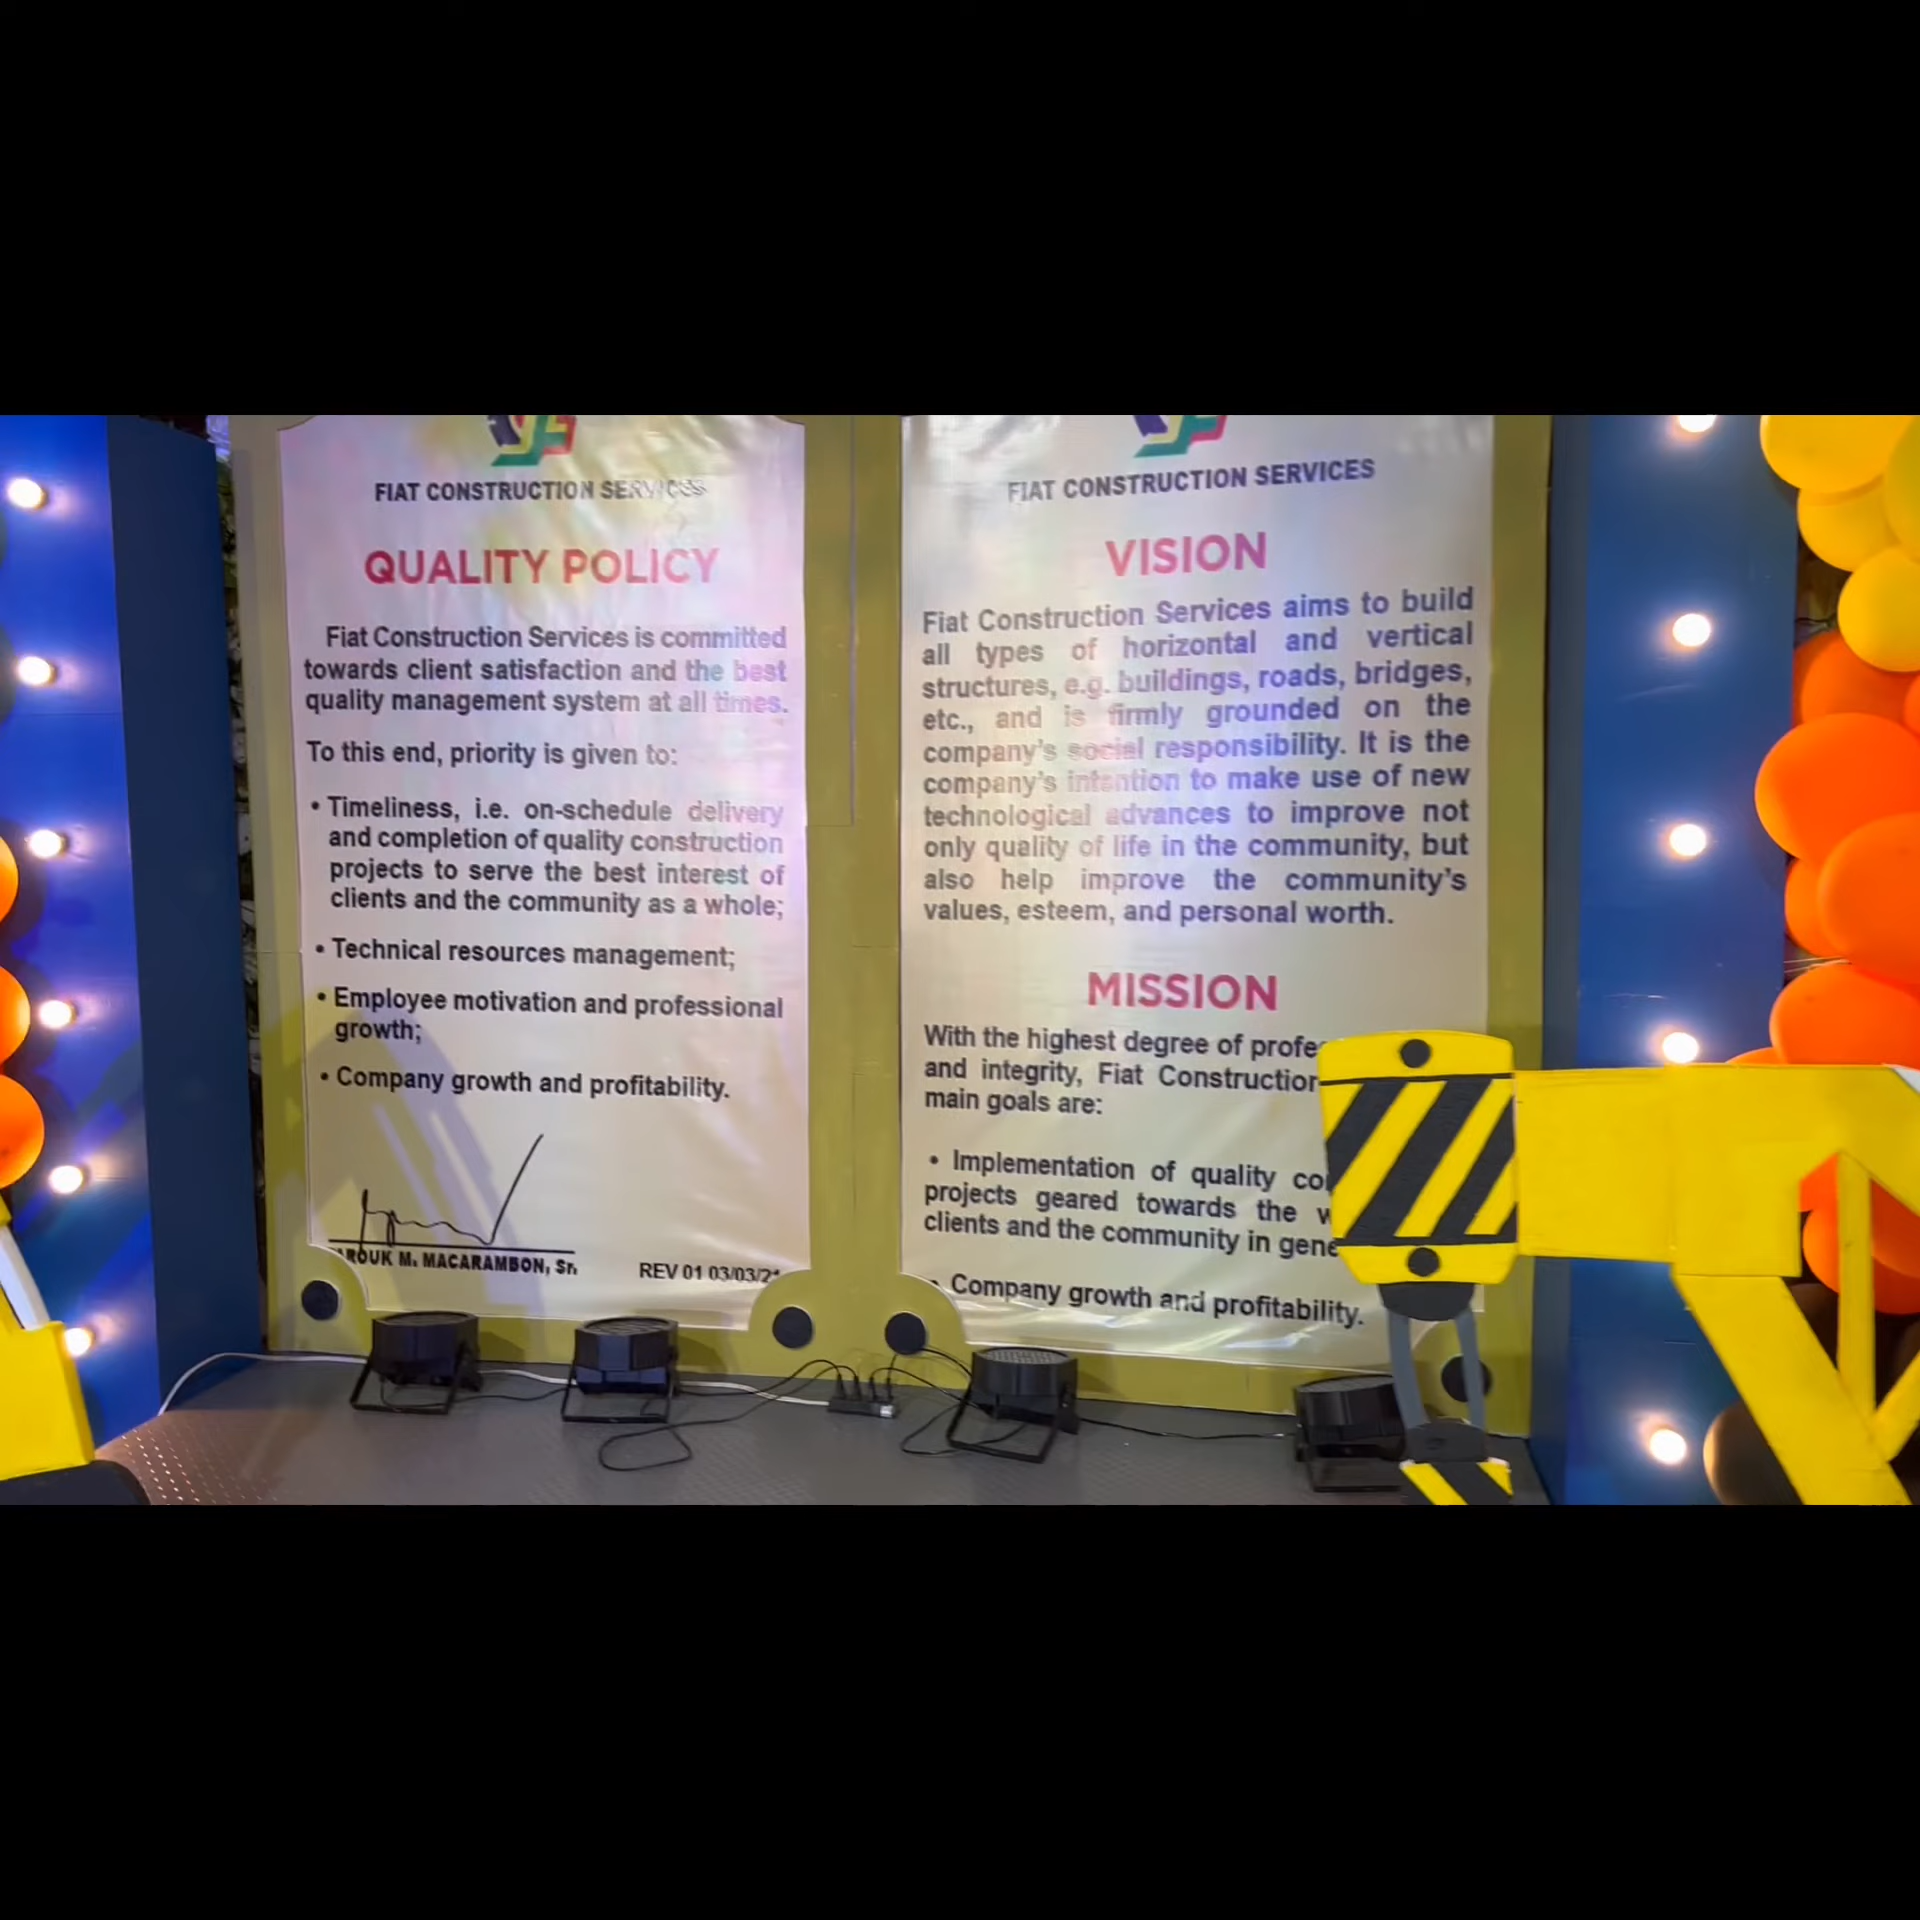 FIAT CONSTRUCTION SERVICES
QUALITY POLICY
Fiat Construction Services is committed
towards client satisfaction and the best
quality management system at all times.
To this end, priority is given to:
• Timeliness, i.e. on-schedule delivery
and completion of quality construction
projects to serve the best interest of
clients and the community as a whole;
• Technical resources management;
• Employee motivation and professional
growth;
• Company growth and profitability.
AROUK M. MACARAMBON, Sr.
REV 01 03/03/2
FIAT CONSTRUCTION SERVICES
VISION
Fiat Construction Services aims to build
all types of horizontal and vertical
structures, e.g. buildings, roads, bridges,
etc., and is firmly grounded on the
company's social responsibility. It is the
company's intention to make use of new
technological advances to improve not
only quality of life in the community, but
also help improve the community's
values, esteem, and personal worth.
MISSION
With the highest degree of profe
and integrity, Fiat Construction
main goals are:
• Implementation of quality co
projects geared towards the
clients and the community in gene
• Company growth and profitability.